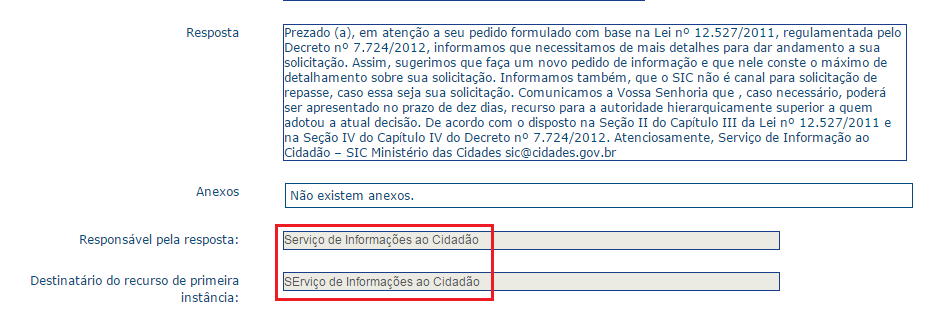 Resposta
Prezado (a), em atenção a seu pedido formulado com base na Lei nº 12.527/2011, regulamentada pelo
Decreto nº 7.724/2012, informamos que necessitamos de mais detalhes para dar andamento a sua
solicitação. Assim, sugerimos que faça um novo pedido de informação e que nele conste o máximo de
detalhamento sobre sua solicitação. Informamos também, que o SIC não é canal para solicitação de
repasse, caso essa seja sua solicitação. Comunicamos a Vossa Senhoria que , caso necessário, poderá
ser apresentado no prazo de dez dias, recurso para a autoridade hierarquicamente superior a quem
adotou a atual decisão. De acordo com o disposto na Seção II do Capítulo III da Lei nº 12.527/2011 e
na Seção IV do Capítulo IV do Decreto nº 7.724/2012. Atenciosamente, Serviço de Informação ao
Cidadão – SIC Ministério das Cidades sic@cidades.gov.br
Anexos
Não existem anexos.
Responsável pela resposta:
Serviço de Informações ao Cidadão
Destinatário do recurso de primeira
instância:
SErviço de Informações ao Cidadão